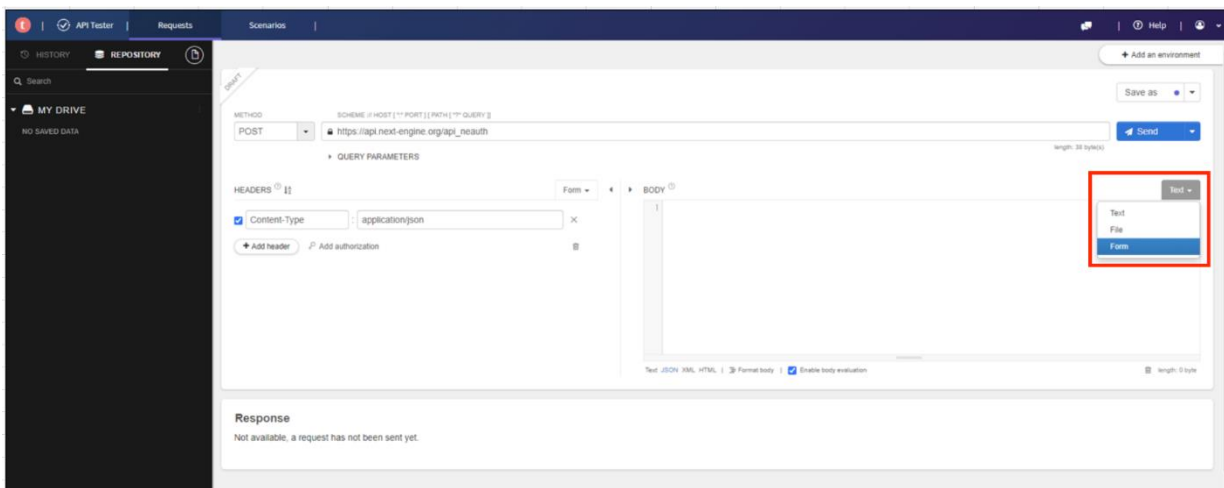 t | API Tester | Requests Scenarios | | Help |
HISTORY REPOSITORY
+ Add an environment
Search
DRAFT
Save as
MY DRIVE
NO SAVED DATA
METHOD SCHEME :// HOST [ ":" PORT ] [ PATH [ "?" QUERY ]]
POST https://api.next-engine.org/api_neauth Send
length: 38 byte(s)
QUERY PARAMETERS
HEADERS Form BODY Text
1
Content-Type : application/json
+ Add header Add authorization
Text
File
Form
Text JSON XML HTML | Format body | Enable body evaluation length: 0 byte
Response
Not available, a request has not been sent yet.